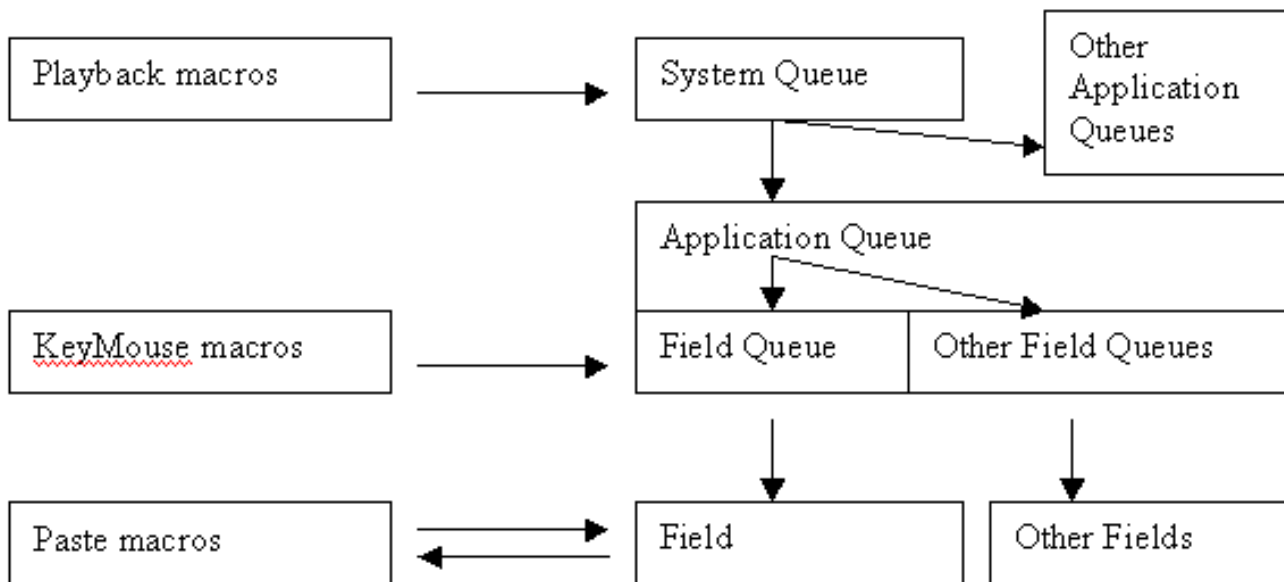 Playback macros
System Queue
Other
Application
Queues
Application Queue
KeyMouse macros
Field Queue
Other Field Queues
Paste macros
Field
Other Fields